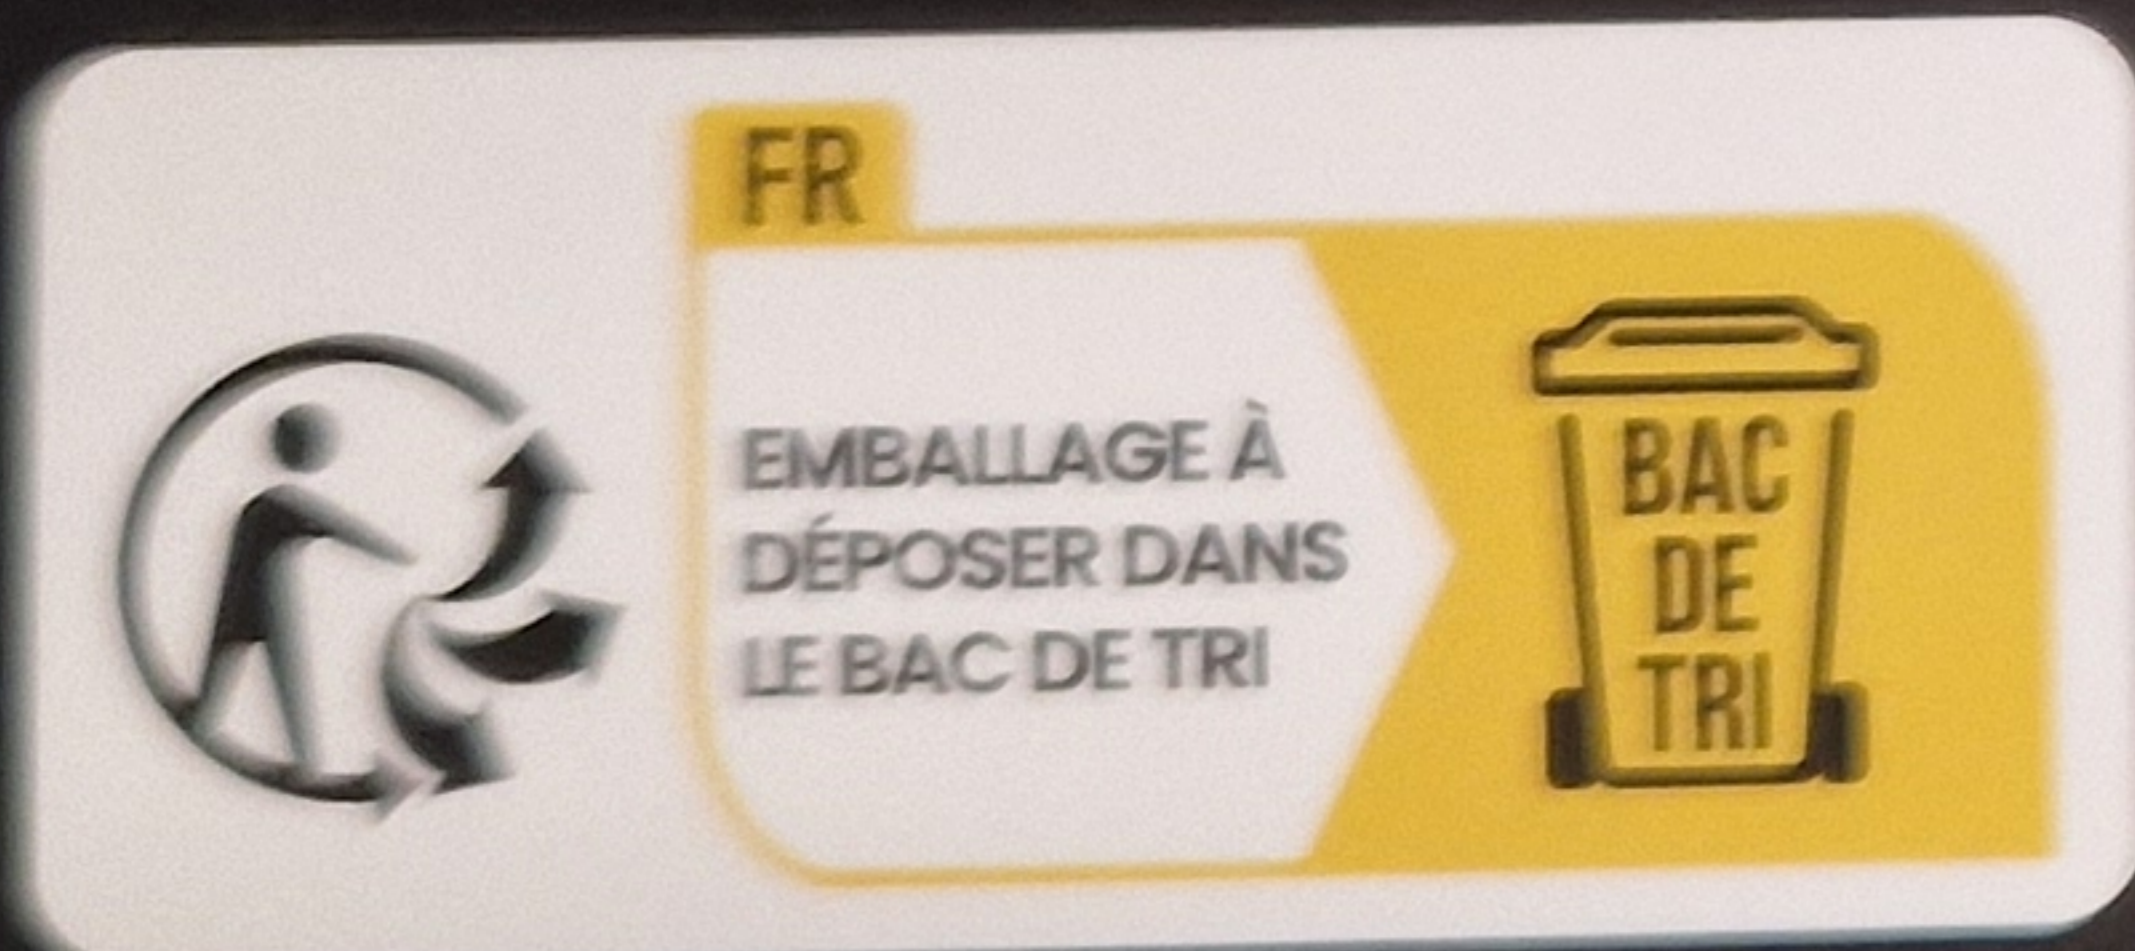 FR
EMBALLAGE À
DÉPOSER DANS
LE BAC DE TRI
BAC
DE
TRI